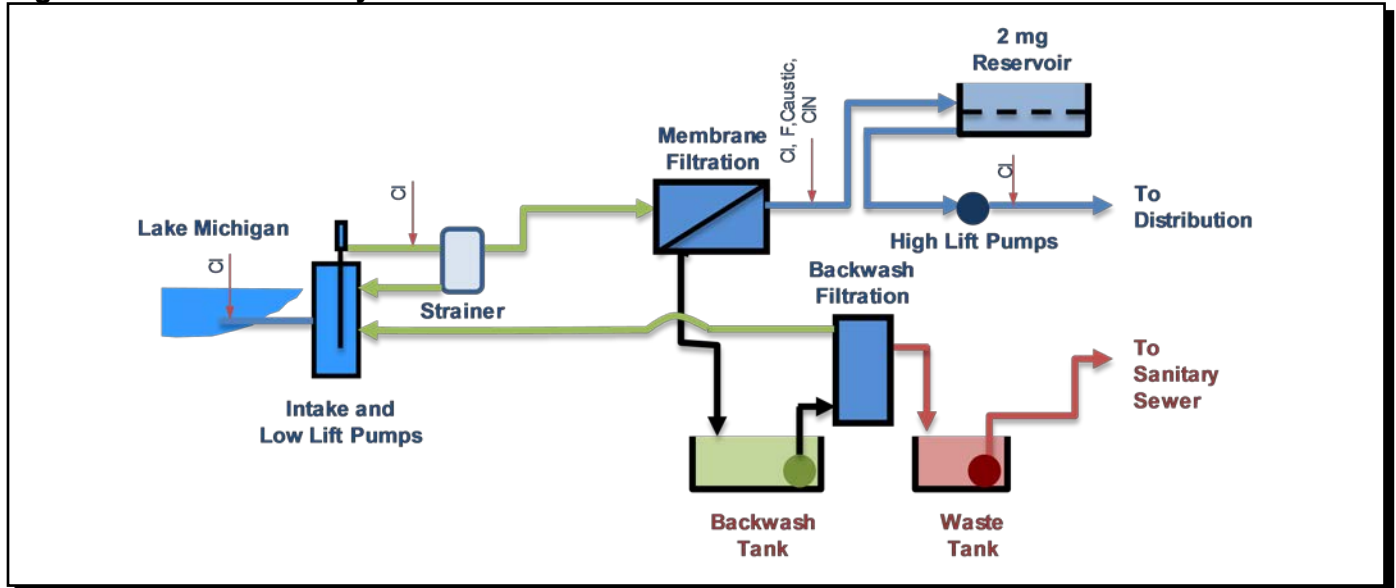 2 mg
Reservoir
Cl, F,Caustic,
ClN
Membrane
Filtration
Cl
Cl
To
Distribution
Lake Michigan
High Lift Pumps
Cl
Backwash
Filtration
Strainer
To
Sanitary
Sewer
Intake and
Low Lift Pumps
Backwash
Tank
Waste
Tank